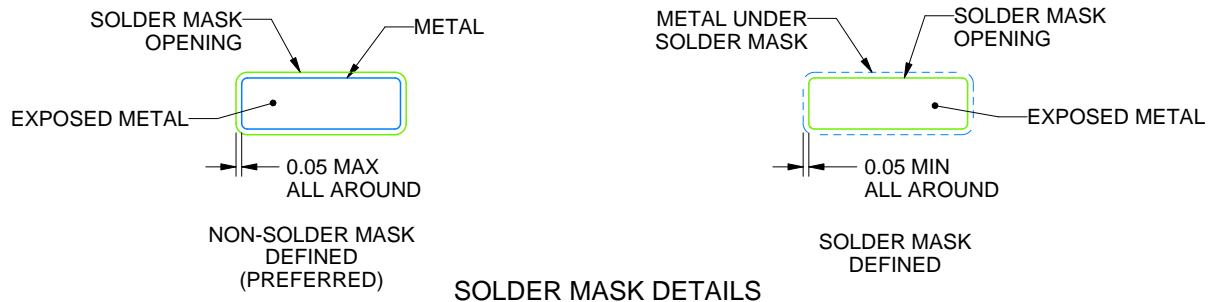 SOLDER MASK
OPENING
METAL
EXPOSED METAL
0.05 MAX
ALL AROUND
NON-SOLDER MASK
DEFINED
(PREFERRED)
METAL UNDER
SOLDER MASK
SOLDER MASK
OPENING
EXPOSED METAL
0.05 MIN
ALL AROUND
SOLDER MASK
DEFINED
SOLDER MASK DETAILS